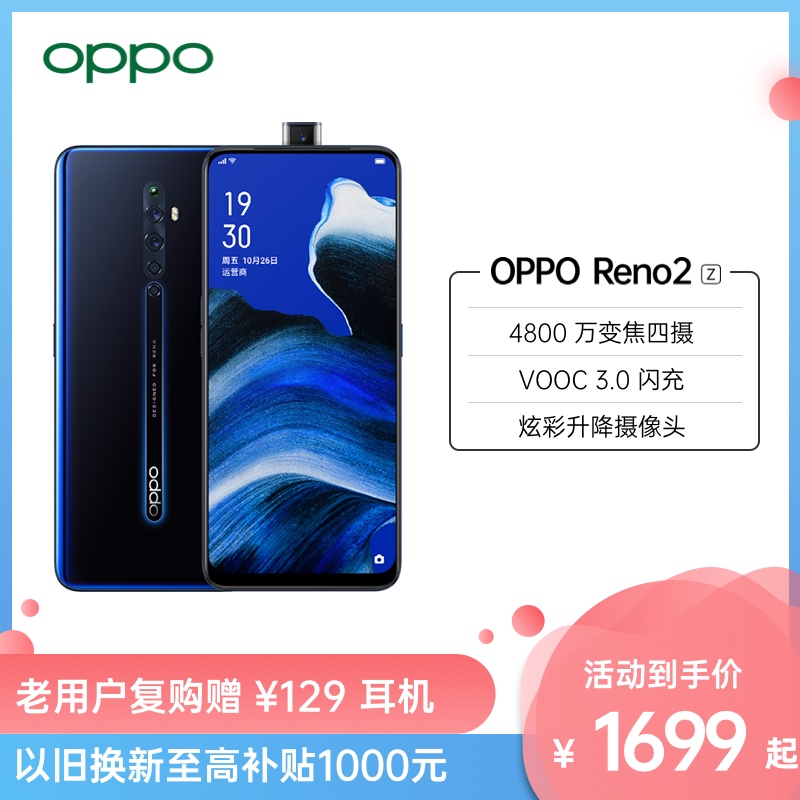 oppo
19
30
周五 10月26日
运营商
DESIGNED FOR RENO
oppo
OPPO Reno2 Z
4800 万变焦四摄
VOOC 3.0 闪充
炫彩升降摄像头
老用户复购赠 ¥129 耳机
以旧换新至高补贴1000元
活动到手价
¥ 1699 起